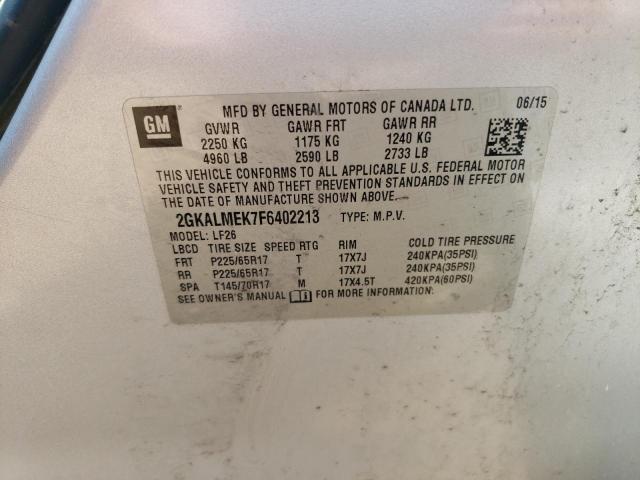 GM
MFD BY GENERAL MOTORS OF CANADA LTD. 06/15
GVWR GAWR FRT GAWR RR
2250 KG 1175 KG 1240 KG
4960 LB 2590 LB 2733 LB
THIS VEHICLE CONFORMS TO ALL APPLICABLE U.S. FEDERAL MOTOR
VEHICLE SAFETY AND THEFT PREVENTION STANDARDS IN EFFECT ON
THE DATE OF MANUFACTURE SHOWN ABOVE.
2GKALMEK7F6402213 TYPE: M.P.V.
MODEL: LF26
LBCD TIRE SIZE SPEED RTG RIM COLD TIRE PRESSURE
FRT P225/65R17 T 17X7J 240KPA(35PSI)
RR P225/65R17 T 17X7J 240KPA(35PSI)
SPA T145/70R17 M 17X4.5T 420KPA(60PSI)
SEE OWNER'S MANUAL FOR MORE INFORMATION: